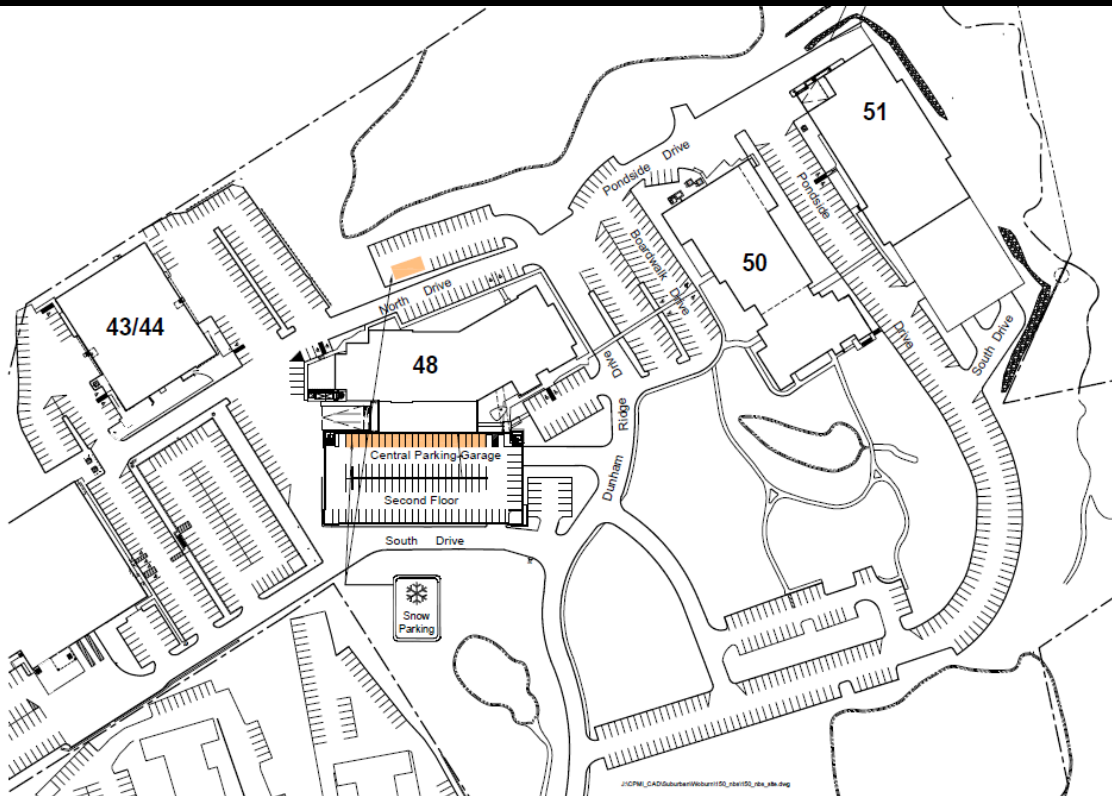 51
Pondside Drive
Pondside Drive
Boardwalk Drive
50
North Drive
43/44
48
South Drive
Dunham Ridge Drive
Central Parking Garage
Second Floor
South Drive
Snow
Parking